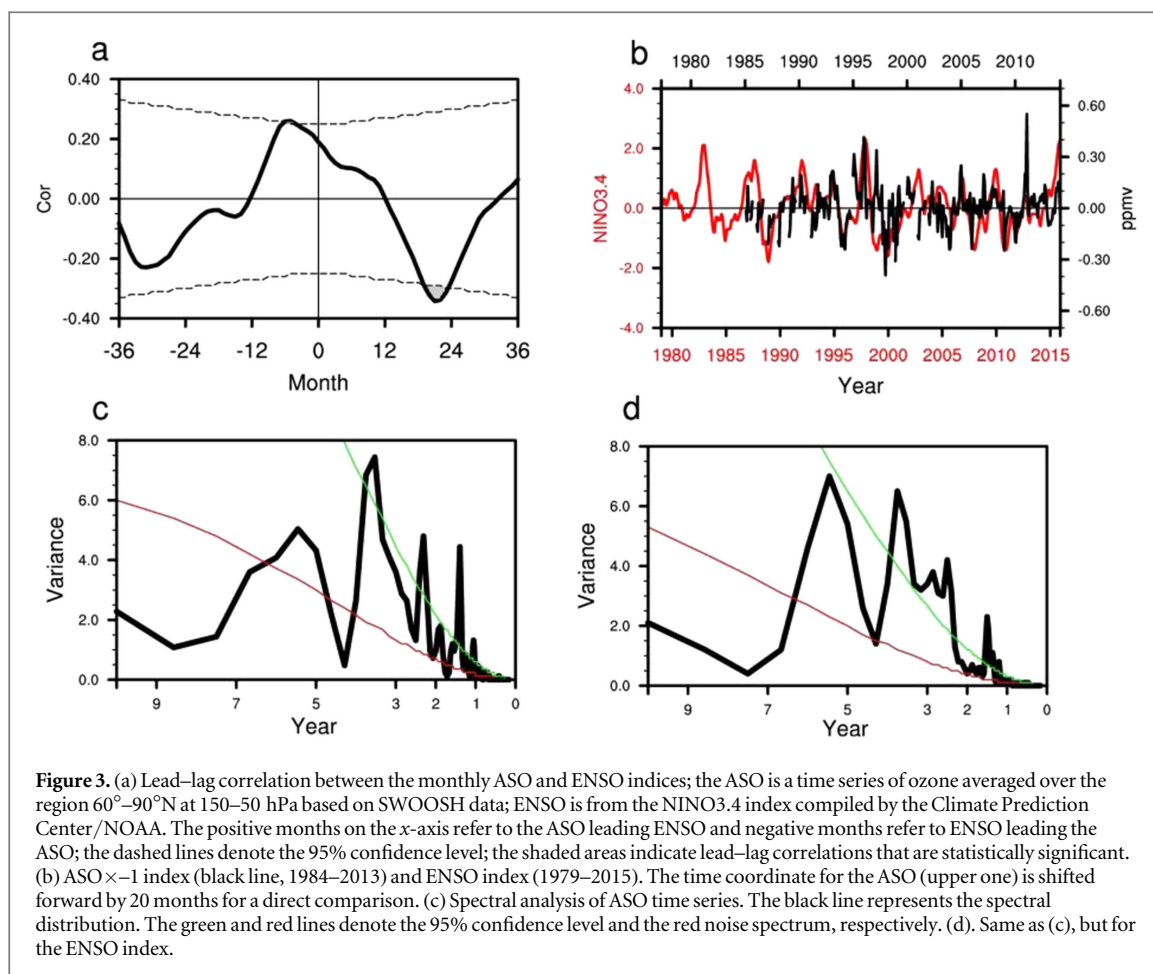 a
0.40
0.20
0.00
-0.20
-0.40
Cor
-36 -24 -12 0 12 24 36
Month
b
1980 1985 1990 1995 2000 2005 2010
4.0
2.0
0.0
-2.0
-4.0
NINO3.4
0.60
0.30
0.00
-0.30
-0.60
ppmv
1980 1985 1990 1995 2000 2005 2010 2015
Year
c
8.0
6.0
4.0
2.0
0.0
Variance
9 7 5 3 2 1 0
Year
d
8.0
6.0
4.0
2.0
0.0
Variance
9 7 5 3 2 1 0
Year
Figure 3. (a) Lead–lag correlation between the monthly ASO and ENSO indices; the ASO is a time series of ozone averaged over the
region 60°–90°N at 150–50 hPa based on SWOOSH data; ENSO is from the NINO3.4 index compiled by the Climate Prediction
Center/NOAA. The positive months on the x-axis refer to the ASO leading ENSO and negative months refer to ENSO leading the
ASO; the dashed lines denote the 95% confidence level; the shaded areas indicate lead–lag correlations that are statistically significant.
(b) ASO×−1 index (black line, 1984–2013) and ENSO index (1979–2015). The time coordinate for the ASO (upper one) is shifted
forward by 20 months for a direct comparison. (c) Spectral analysis of ASO time series. The black line represents the spectral
distribution. The green and red lines denote the 95% confidence level and the red noise spectrum, respectively. (d). Same as (c), but for
the ENSO index.